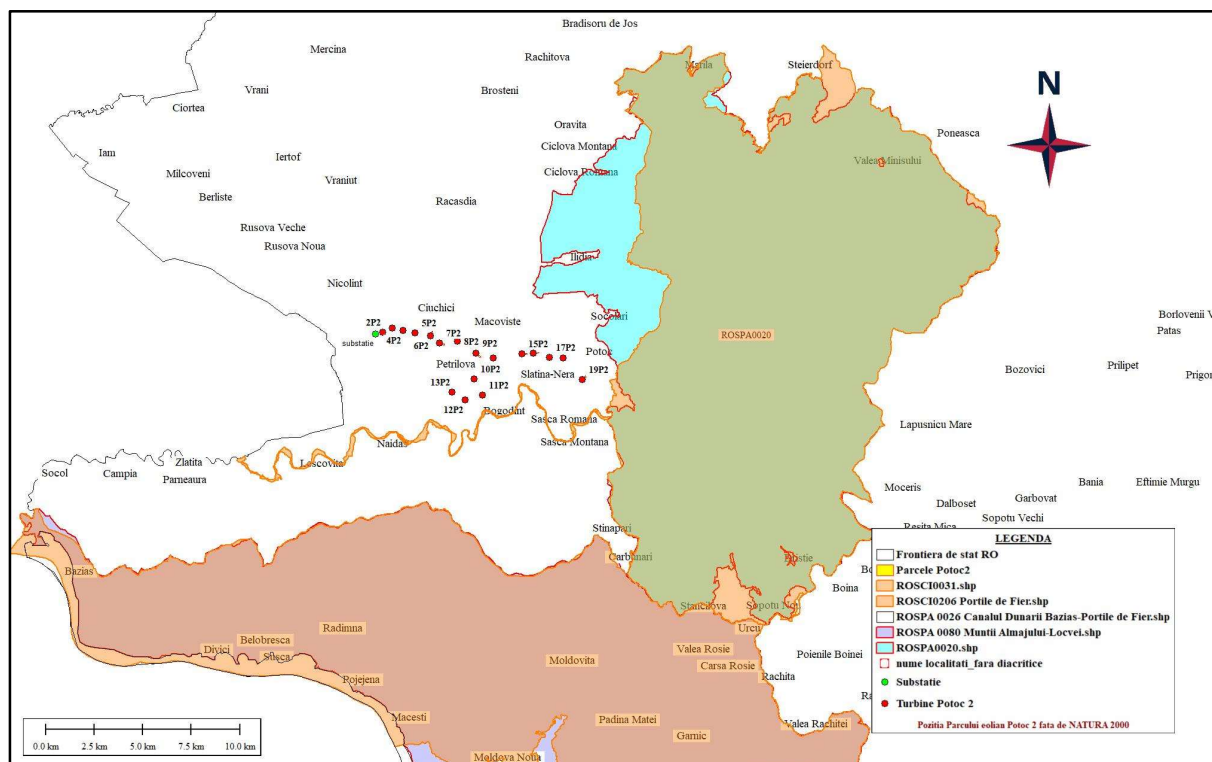 Bradisoru de Jos
Mercina
Rachitova
Marila
Steierdorf
N
Vrani
Brosteni
Ciortea
Oravita
Poneasca
Ciclova Montana
Iam
Iertof
Valea Minisului
Milcoveni
Vraniut
Ciclova Romana
Berliste
Racasdia
Rusova Veche
Rusova Noua
Ilidia
Nicolint
Ciuchici
Socolari
2P2
5P2
Macoviste
substatie
4P2
7P2
6P2
8P2
9P2
15P2
17P2
Potoc
ROSPA0020
Borlovenii V
Patas
Petrilova
10P2
Slatina-Nera
19P2
Bozovici
Prilipet
Prigor
13P2
11P2
12P2
Bogodint
Sasca Romana
Sasca Montana
Lapusnicu Mare
Naidas
Socol
Campia
Zlatita
Parneaura
Lescovita
Moceris
Bania
Eftimie Murgu
Dalboset
Garbovat
Sopotu Vechi
Stinapari
Resita Mica
Carbunari
Bazias
Stancilova
Sopotu Nou
Boina
Urcu
Radimna
Belobresca
Divici
Susca
Valea Rosie
Poienile Boinei
Moldovita
Carsa Rosie
Pojejena
Rachita
Macesti
Padina Matei
Valea Rachitei
Garnic
Moldova Noua
0.0 km
2.5 km
5.0 km
7.5 km
10.0 km
LEGENDA
Frontiera de stat RO
Parcele Potoc2
ROSCI0031.shp
ROSCI0206 Portile de Fier.shp
ROSPA 0026 Canalul Dunarii Bazias-Portile de Fier.shp
ROSPA 0080 Muntii Almajului-Locvei.shp
ROSPA0020.shp
nume localitati_fara diacritice
Substatie
Turbine Potoc 2
Pozitia Parcului eolian Potoc 2 fata de NATURA 2000